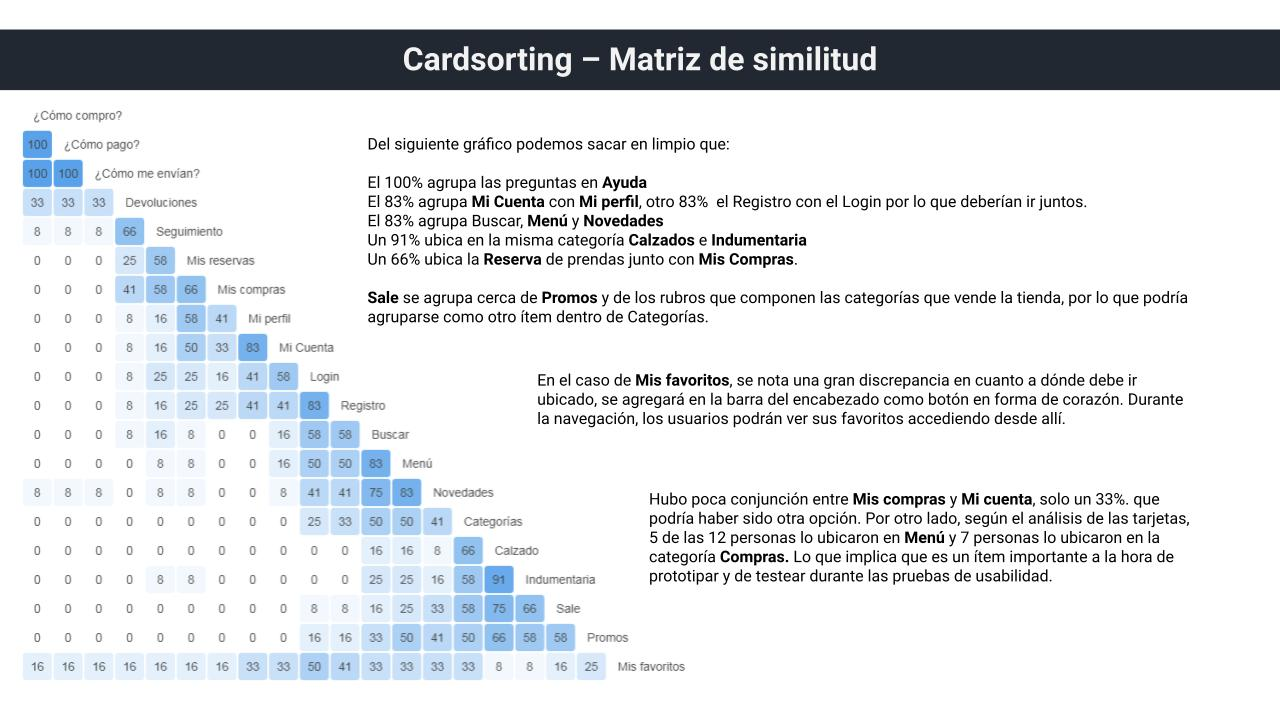 Cardsorting – Matriz de similitud
¿Cómo compro?
100 ¿Cómo pago?
100 100 ¿Cómo me envían?
33 33 33 Devoluciones
8 8 8 66 Seguimiento
0 0 0 25 58 Mis reservas
0 0 0 41 58 66 Mis compras
0 0 0 8 16 58 41 Mi perfil
0 0 0 8 16 50 33 83 Mi Cuenta
0 0 0 8 25 25 16 41 58 Login
0 0 0 8 16 25 25 41 41 83 Registro
0 0 0 8 16 8 0 0 16 58 58 Buscar
0 0 0 0 8 8 0 0 16 50 50 83 Menú
8 8 8 0 8 8 0 0 8 41 41 75 83 Novedades
0 0 0 0 0 0 0 0 0 25 33 50 50 41 Categorías
0 0 0 0 0 0 0 0 0 0 0 16 16 8 66 Calzado
0 0 0 0 8 8 0 0 0 0 0 25 25 16 58 91 Indumentaria
0 0 0 0 0 0 0 0 0 8 8 16 25 33 58 75 66 Sale
0 0 0 0 0 0 0 0 0 16 16 33 50 41 50 66 58 58 Promos
16 16 16 16 16 16 16 33 33 50 41 33 33 33 33 8 8 16 25 Mis favoritos
Del siguiente gráfico podemos sacar en limpio que:
El 100% agrupa las preguntas en Ayuda
El 83% agrupa Mi Cuenta con Mi perfil, otro 83%  el Registro con el Login por lo que deberían ir juntos.
El 83% agrupa Buscar, Menú y Novedades
Un 91% ubica en la misma categoría Calzados e Indumentaria
Un 66% ubica la Reserva de prendas junto con Mis Compras.
Sale se agrupa cerca de Promos y de los rubros que componen las categorías que vende la tienda, por lo que podría
agruparse como otro ítem dentro de Categorías.
En el caso de Mis favoritos, se nota una gran discrepancia en cuanto a dónde debe ir
ubicado, se agregará en la barra del encabezado como botón en forma de corazón. Durante
la navegación, los usuarios podrán ver sus favoritos accediendo desde allí.
Hubo poca conjunción entre Mis compras y Mi cuenta, solo un 33%. que
podría haber sido otra opción. Por otro lado, según el análisis de las tarjetas,
5 de las 12 personas lo ubicaron en Menú y 7 personas lo ubicaron en la
categoría Compras. Lo que implica que es un ítem importante a la hora de
prototipar y de testear durante las pruebas de usabilidad.